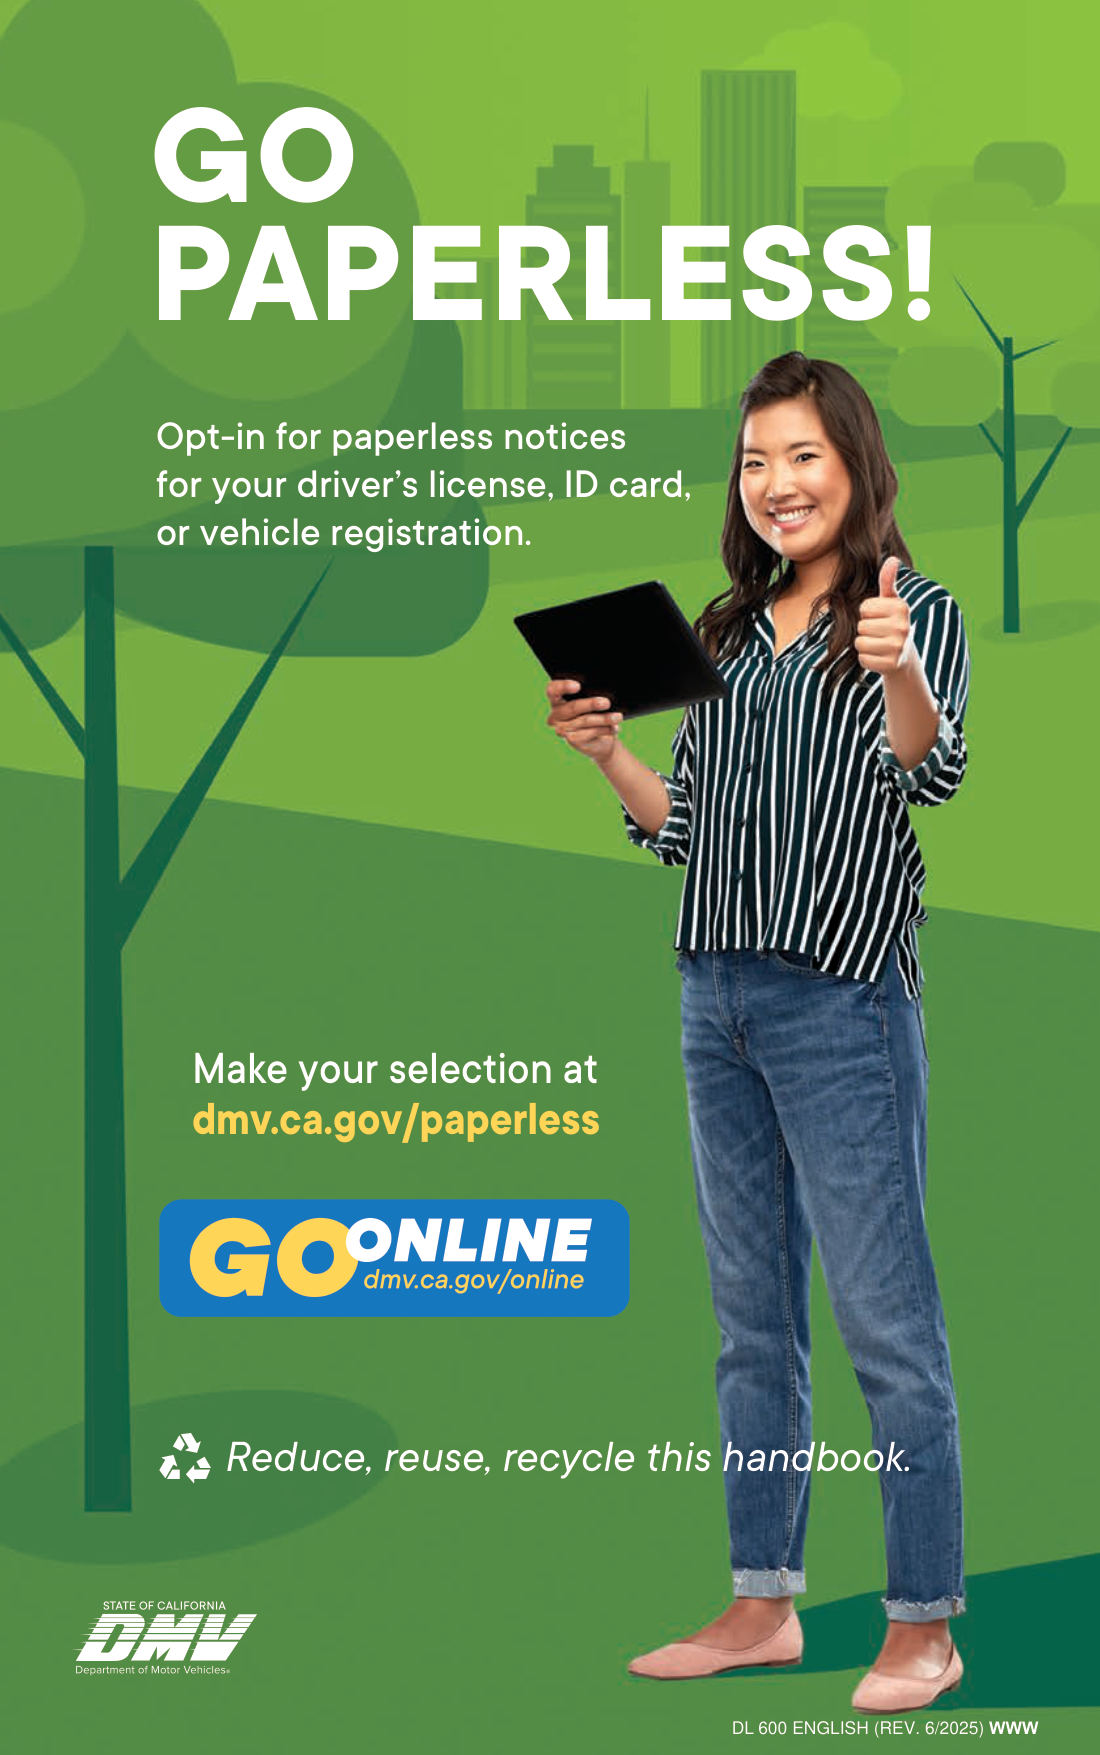 GO
PAPERLESS!
Opt-in for paperless notices
for your driver’s license, ID card,
or vehicle registration.
Make your selection at
dmv.ca.gov/paperless
GO ONLINE
dmv.ca.gov/online
Reduce, reuse, recycle this handbook.
STATE OF CALIFORNIA
DMV
Department of Motor Vehicles®
DL 600 ENGLISH (REV. 6/2025) WWW